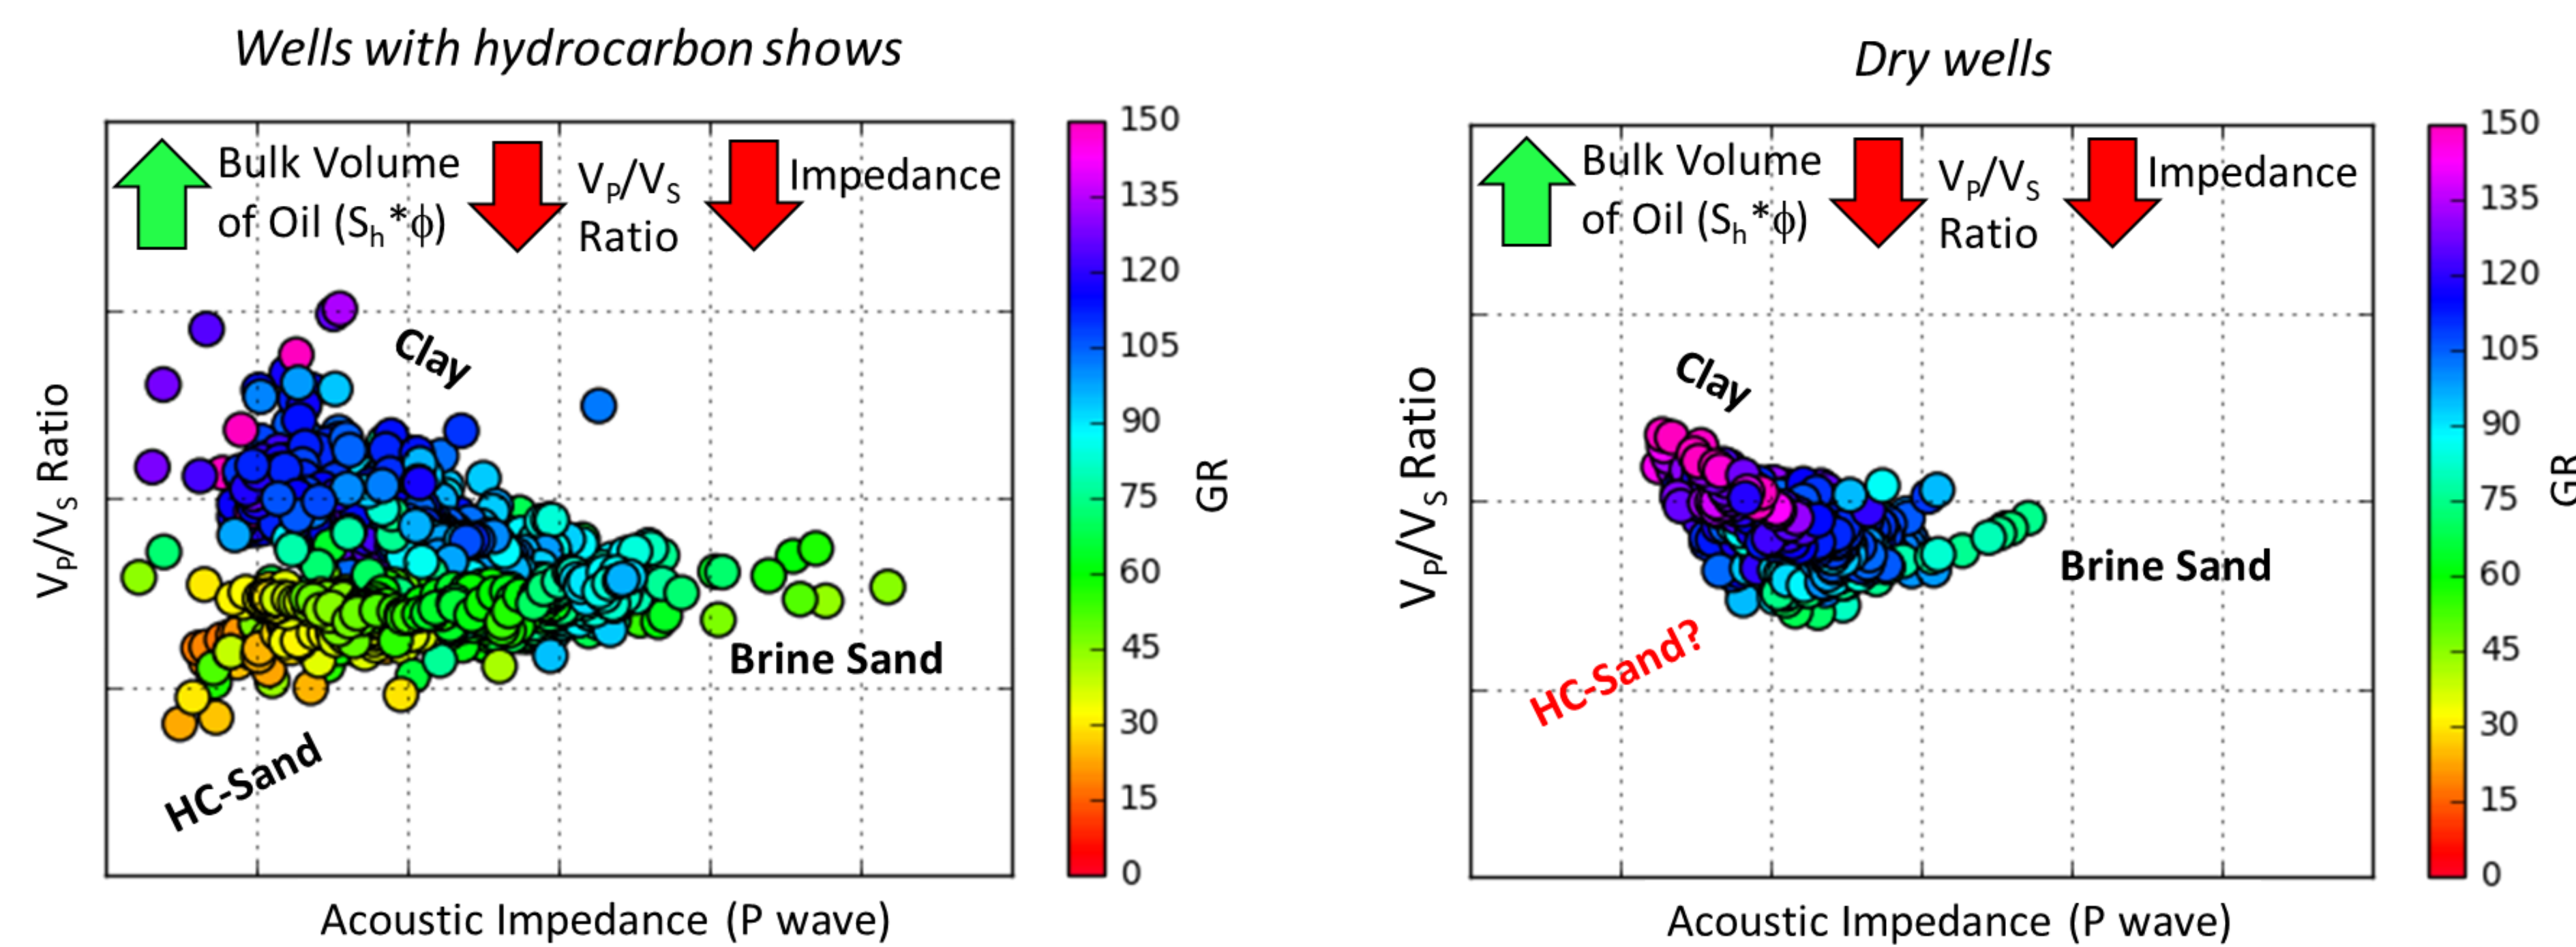 Wells with hydrocarbon shows
Bulk Volume
of Oil (Sh*ϕ)
VP/VS
Ratio
Impedance
Clay
Brine Sand
HC-Sand
VP/VS Ratio
Acoustic Impedance (P wave)
150
135
120
105
90
75
60
45
30
15
0
GR
Dry wells
Bulk Volume
of Oil (Sh*ϕ)
VP/VS
Ratio
Impedance
Clay
Brine Sand
HC-Sand?
VP/VS Ratio
Acoustic Impedance (P wave)
150
135
120
105
90
75
60
45
30
15
0
GR